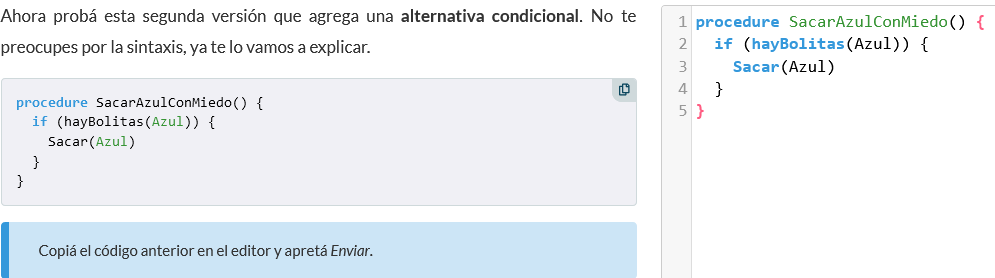 Ahora probá esta segunda versión que agrega una alternativa condicional. No te
preocupes por la sintaxis, ya te lo vamos a explicar.
procedure SacarAzulConMiedo() {
  if (hayBolitas(Azul)) {
    Sacar(Azul)
  }
}
Copiá el código anterior en el editor y apretá Enviar.
1 procedure SacarAzulConMiedo() {
2   if (hayBolitas(Azul)) {
3     Sacar(Azul)
4   }
5 }